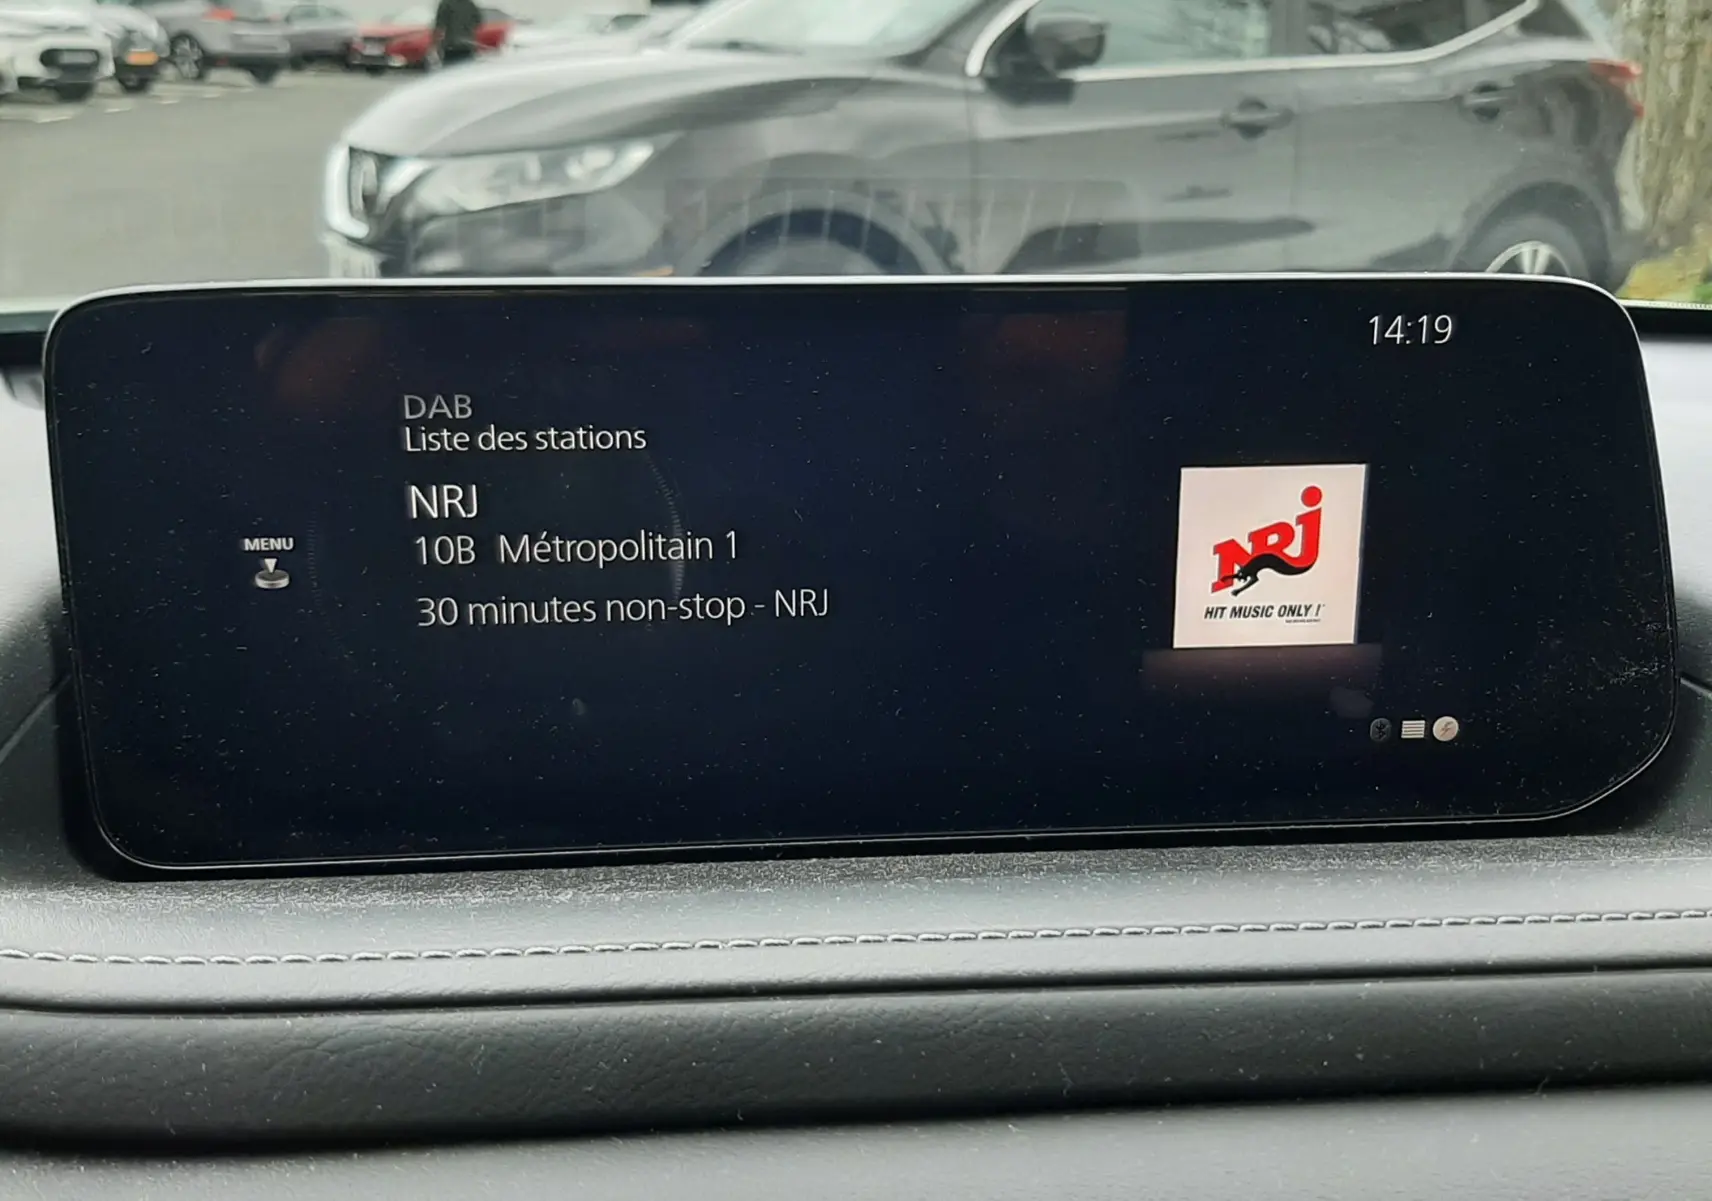 14:19
DAB
Liste des stations
NRJ
10B Métropolitain 1
30 minutes non-stop - NRJ
MENU
NRJ
HIT MUSIC ONLY !